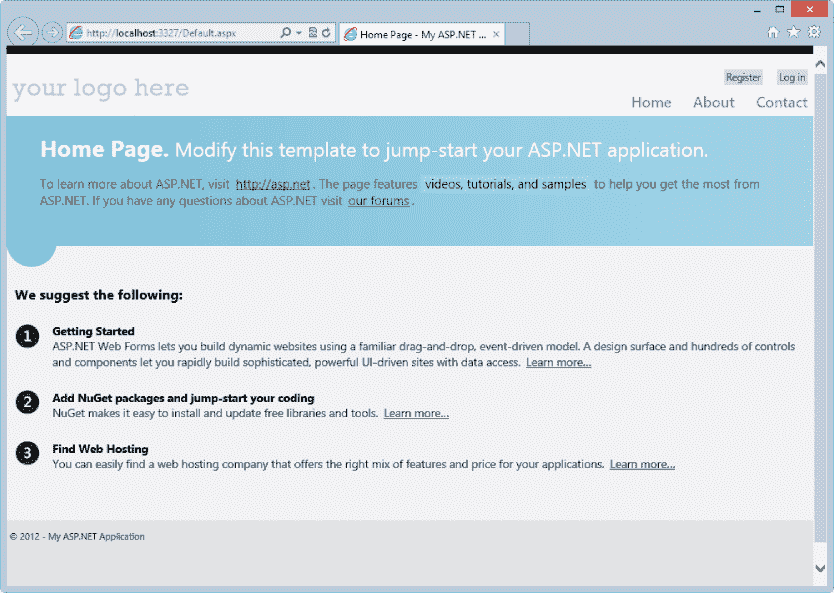 http://localhost:3327/Default.aspx
Home Page - My ASP.NET ...
Register Log in
your logo here
Home About Contact
Home Page. Modify this template to jump-start your ASP.NET application.
To learn more about ASP.NET, visit http://asp.net. The page features videos, tutorials, and samples to help you get the most from
ASP.NET. If you have any questions about ASP.NET visit our forums.
We suggest the following:
1 Getting Started
ASP.NET Web Forms lets you build dynamic websites using a familiar drag-and-drop, event-driven model. A design surface and hundreds of controls
and components let you rapidly build sophisticated, powerful UI-driven sites with data access. Learn more...
2 Add NuGet packages and jump-start your coding
NuGet makes it easy to install and update free libraries and tools. Learn more...
3 Find Web Hosting
You can easily find a web hosting company that offers the right mix of features and price for your applications. Learn more...
© 2012 - My ASP.NET Application